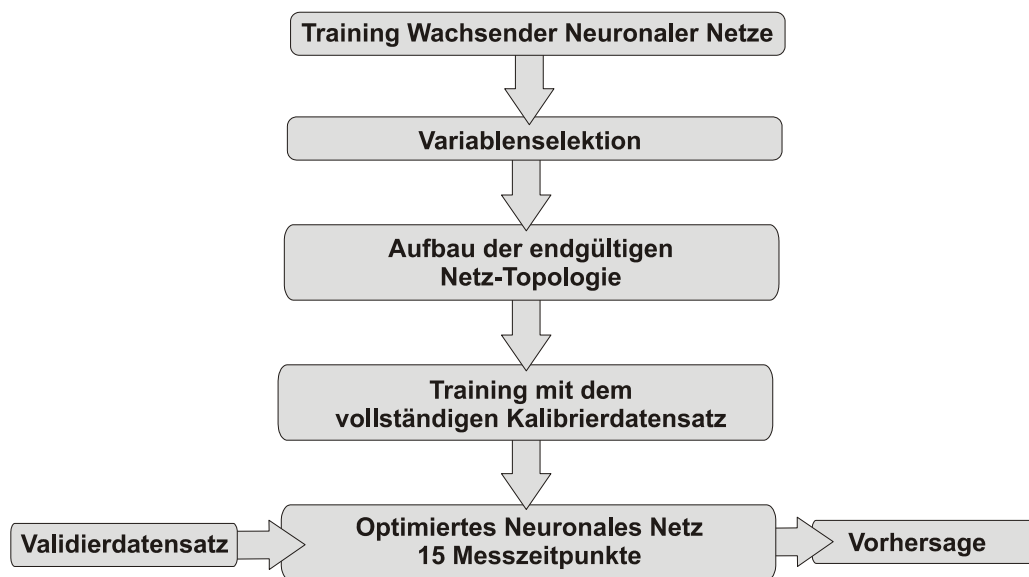 Training Wachsender Neuronaler Netze
Variablenselektion
Aufbau der endgültigen
Netz-Topologie
Training mit dem
vollständigen Kalibrierdatensatz
Validierdatensatz
Optimiertes Neuronales Netz
15 Messzeitpunkte
Vorhersage